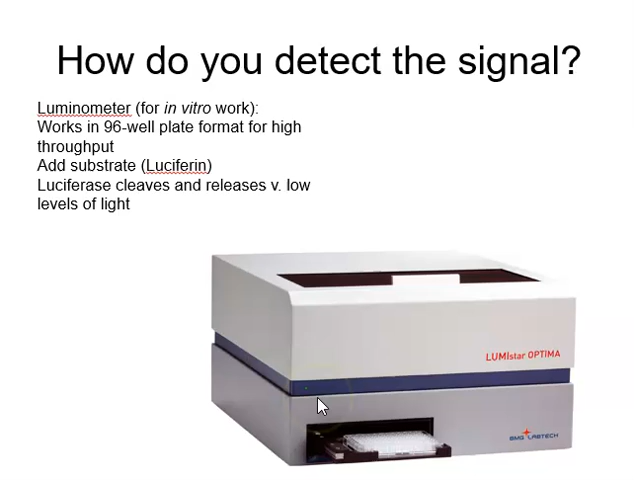 How do you detect the signal?
Luminometer (for in vitro work):
Works in 96-well plate format for high
throughput
Add substrate (Luciferin)
Luciferase cleaves and releases v. low
levels of light
LUMIstar OPTIMA
BMG LABTECH